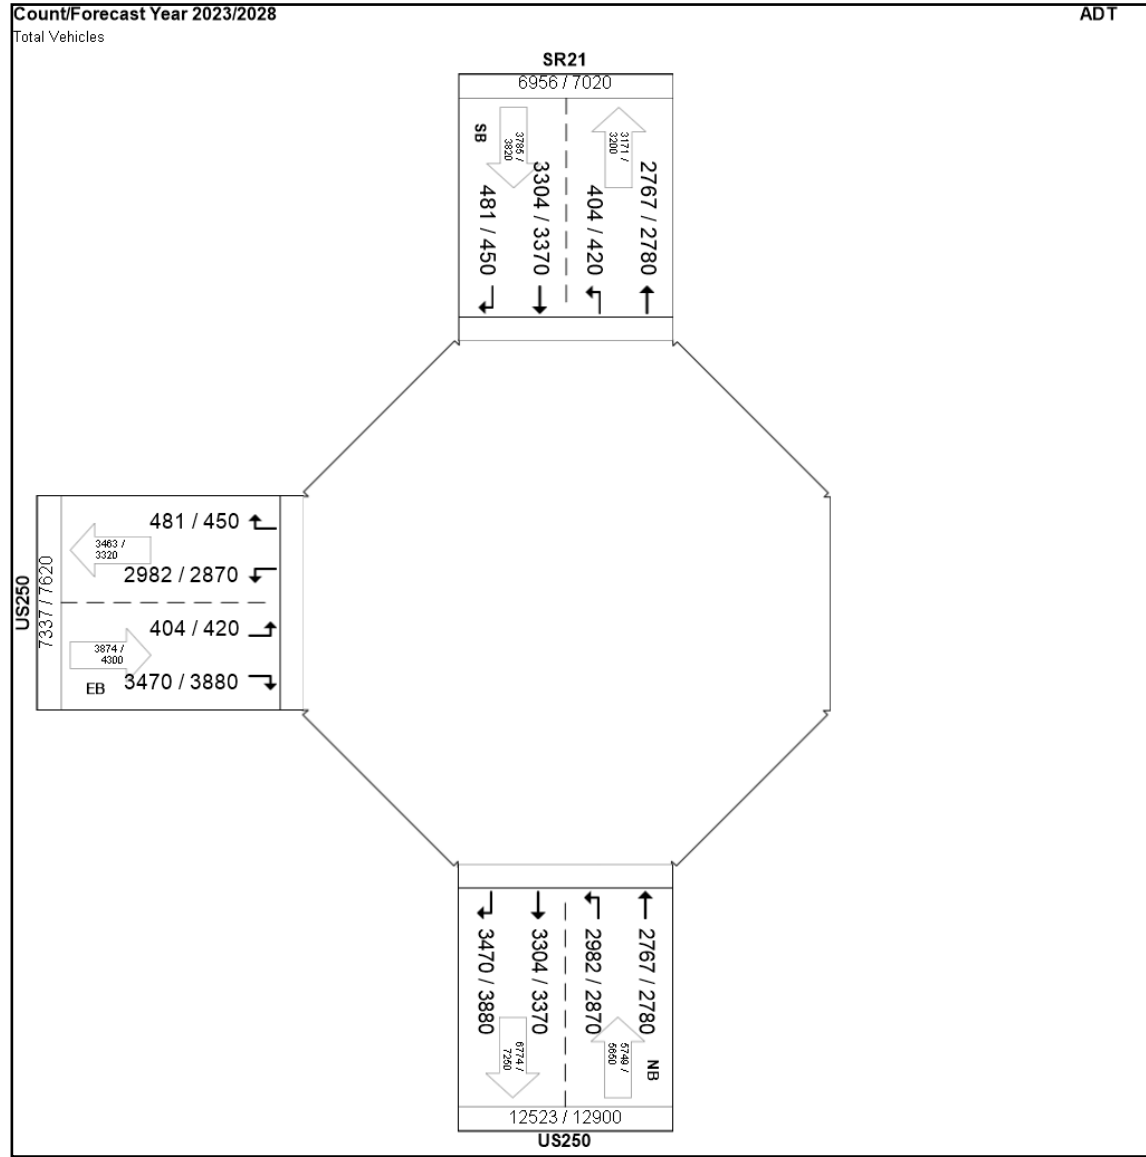 Count/Forecast Year 2023/2028
ADT
Total Vehicles
SR21
6956 / 7020
SB
3785 /
3820
3171 /
3200
481 / 450
3304 / 3370
404 / 420
2767 / 2780
US250
7337 / 7620
3463 /
3320
481 / 450
2982 / 2870
404 / 420
3874 /
4300
EB
3470 / 3880
3470 / 3880
3304 / 3370
2982 / 2870
2767 / 2780
6774 /
7250
5749 /
5650
NB
12523 / 12900
US250